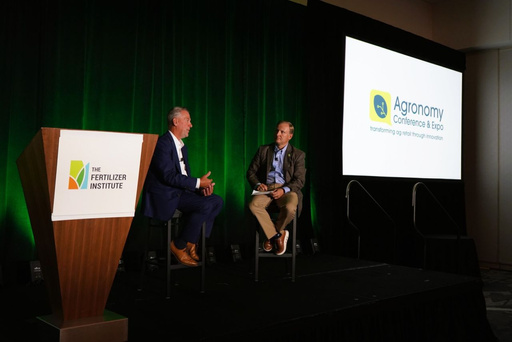 THE
FERTILIZER
INSTITUTE
Agronomy
Conference & Expo
transforming ag retail through innovation